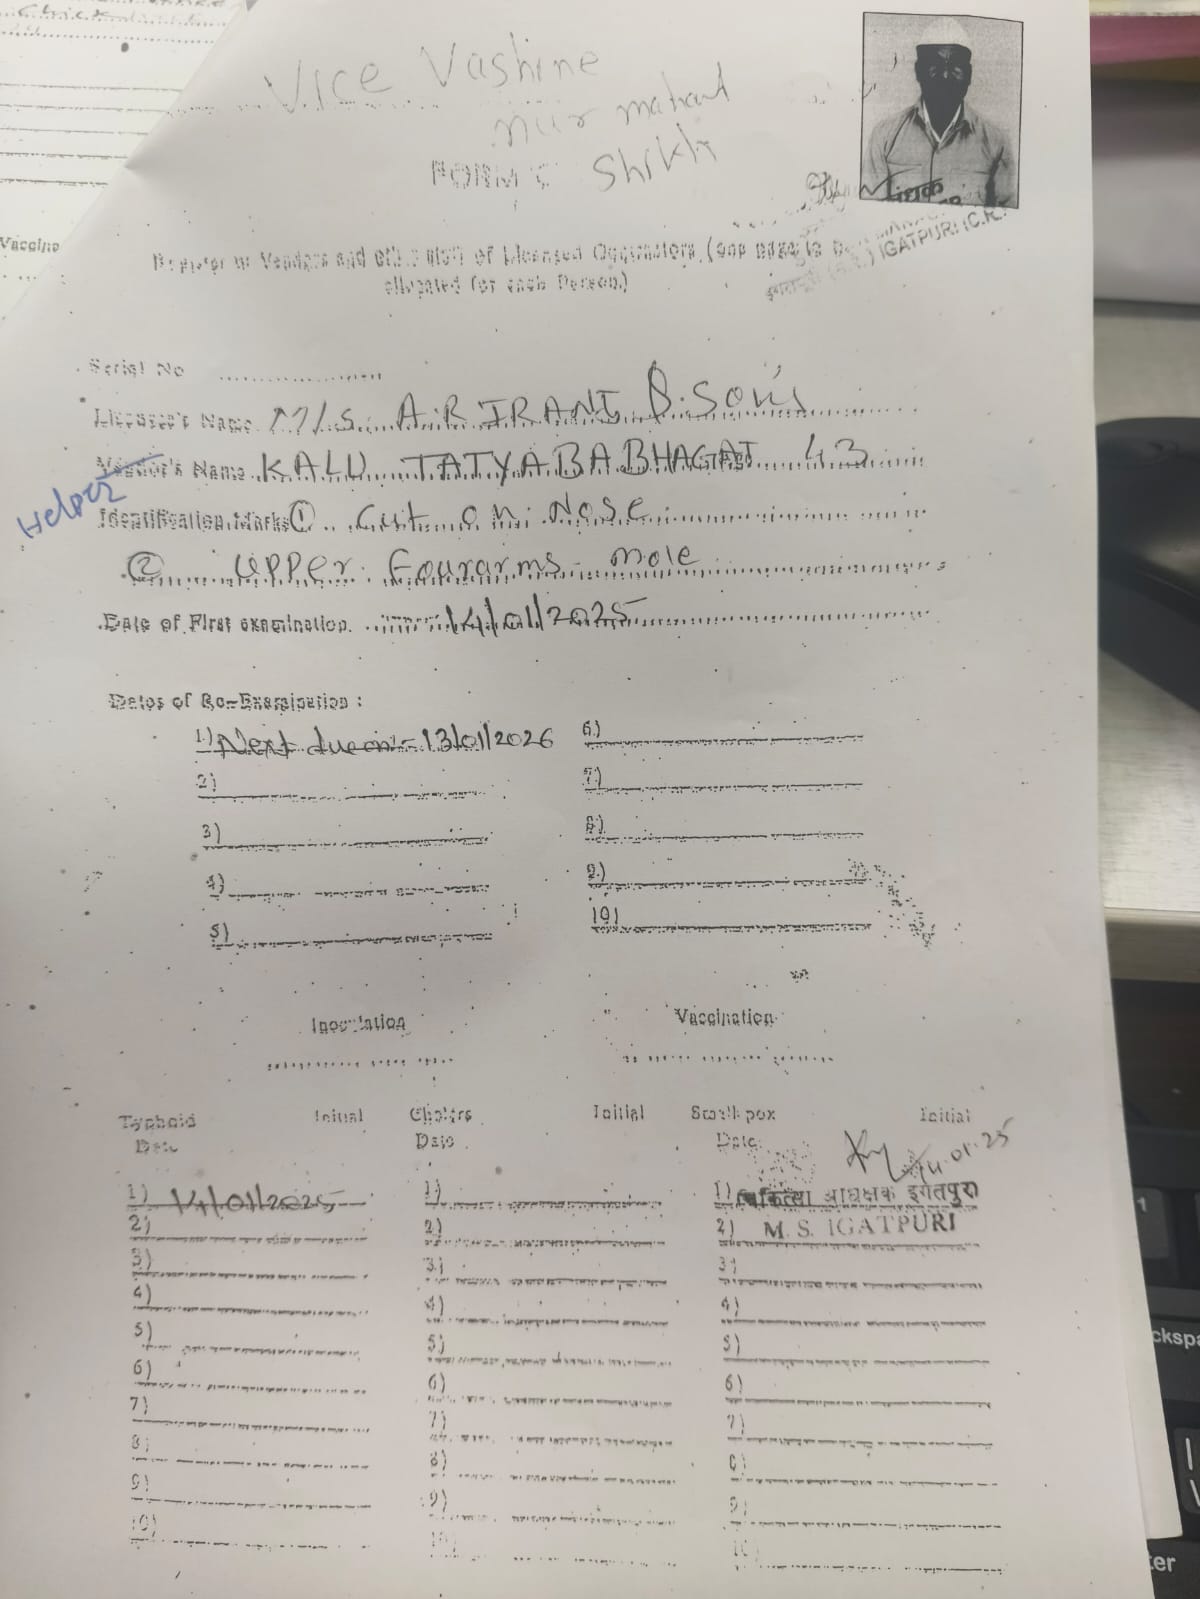 Vice Vashine
nur mahand
FORM C Shikh
Register of Vendors and other staff of Licensed Contractors, (one page to be
allocated for each Person.)
IGATPURI C.R.
Vaccine
Serial No
Licensee's Name M/s. A.R IRANI & Sons
Vendor's Name KALU TATYABA BHAGAT 43
Helper
Identification Marks ① Cut on Nose
② Upper Fourarms mole
Date of First examination. 14/01/2025
Dates of Re-Examination :
1) Next due on:- 13/01/2026 6)
2) 7)
3) 8)
4) 9)
5) 10)
Inoculation Vaccination
Typhoid Initial Cholera Initial Small pox Initial
Date Date Date
14.01.25
1) 14/01/2025 1) 1) चिकित्सा अधिक्षक इगतपुरी
2) 2) 2) M. S. IGATPURI
3) 3) 3)
4) 4) 4)
5) 5) 5)
6) 6) 6)
7) 7) 7)
8) 8) 8)
9) 9) 9)
10) 10) 10)